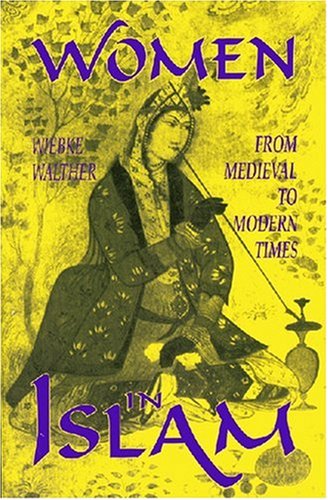 WOMEN
WIEBKE
WALTHER
FROM
MEDIEVAL
TO
MODERN
TIMES
IN
ISLAM